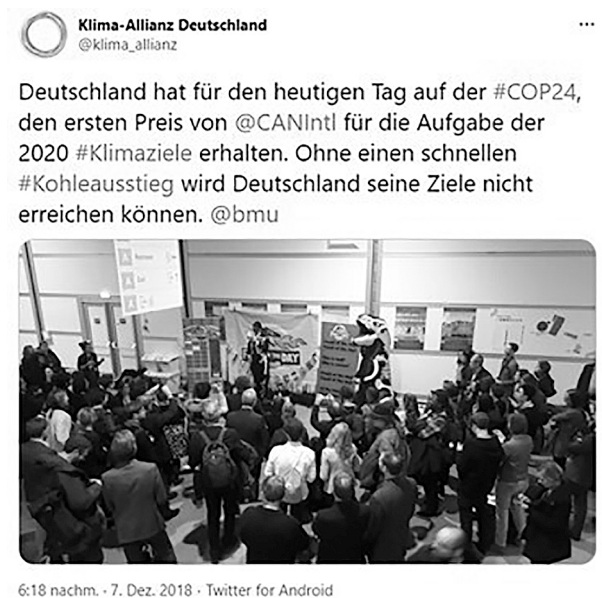 Klima-Allianz Deutschland
@klima_allianz
Deutschland hat für den heutigen Tag auf der #COP24,
den ersten Preis von @CANIntl für die Aufgabe der
2020 #Klimaziele erhalten. Ohne einen schnellen
#Kohleausstieg wird Deutschland seine Ziele nicht
erreichen können. @bmu
6:18 nachm. · 7. Dez. 2018 · Twitter for Android